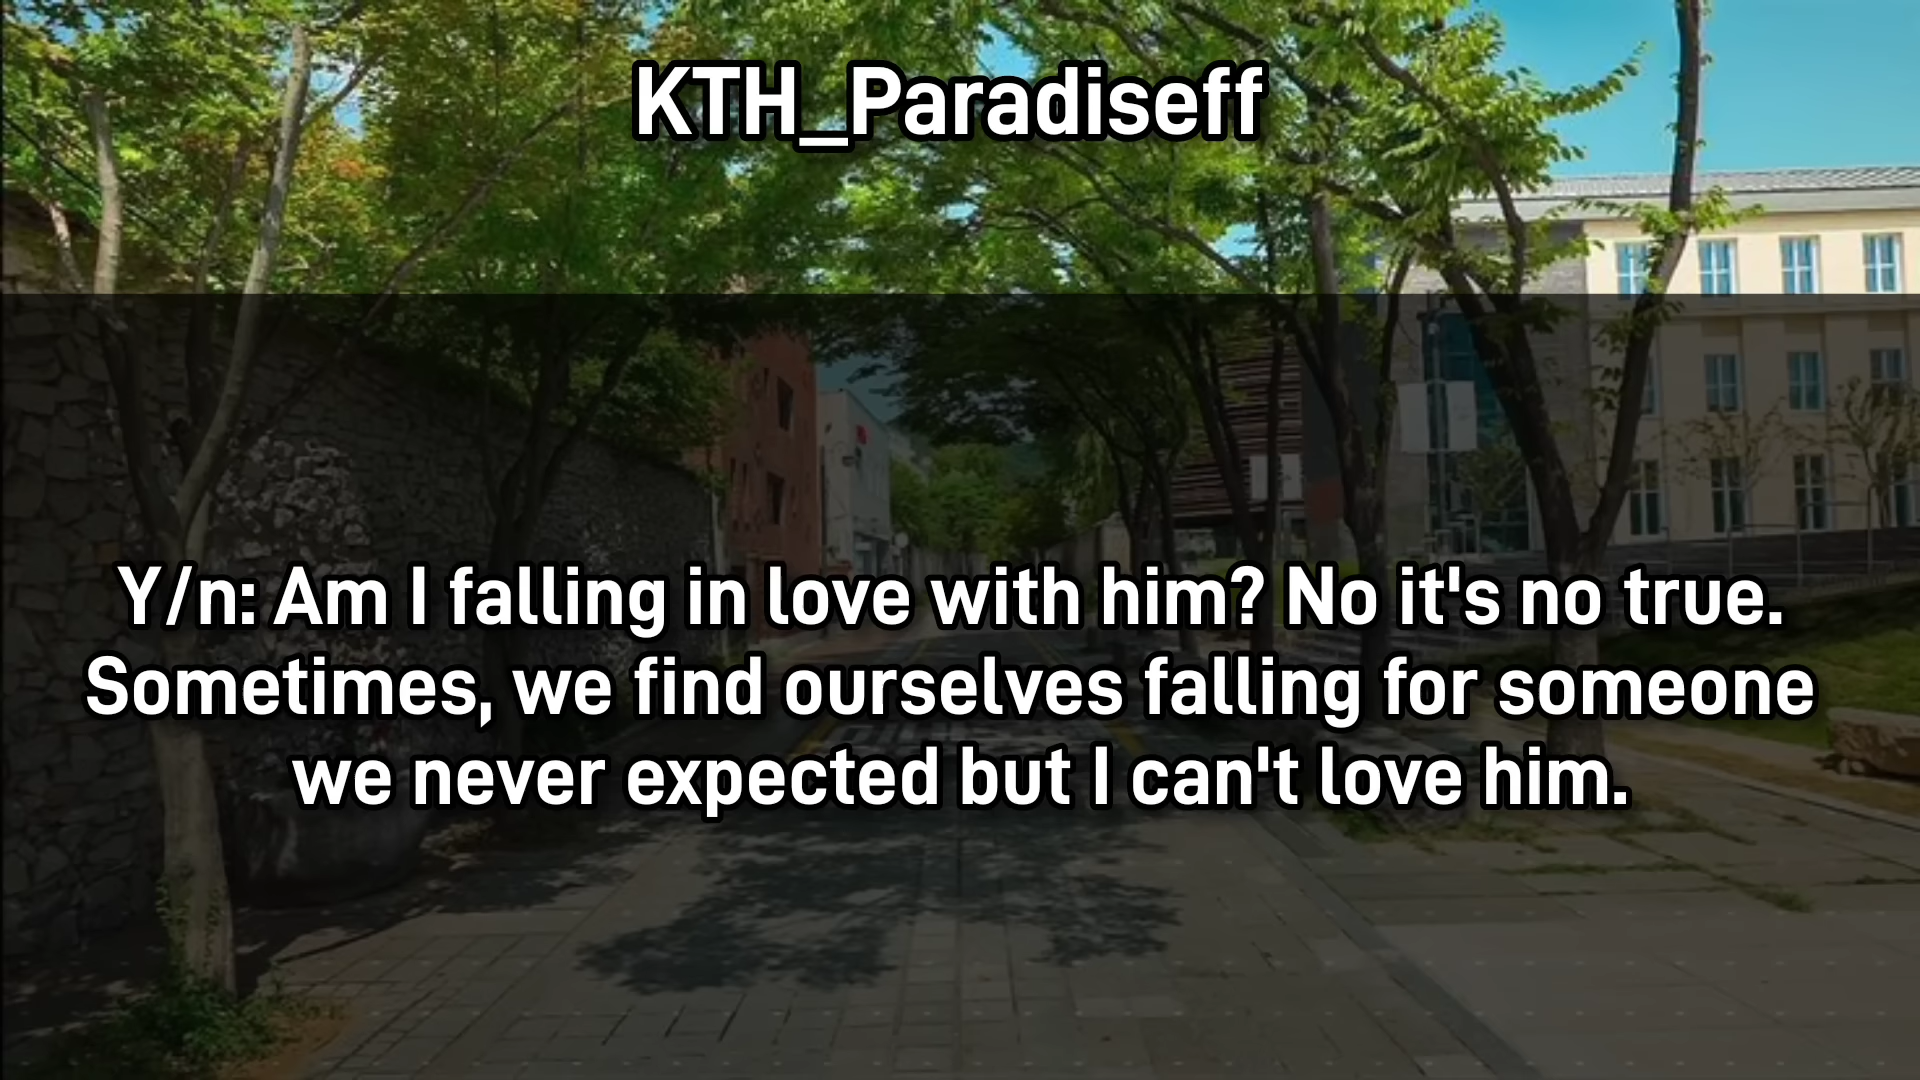 KTH_Paradiseff
Y/n: Am I falling in love with him? No it's no true.
Sometimes, we find ourselves falling for someone
we never expected but I can't love him.